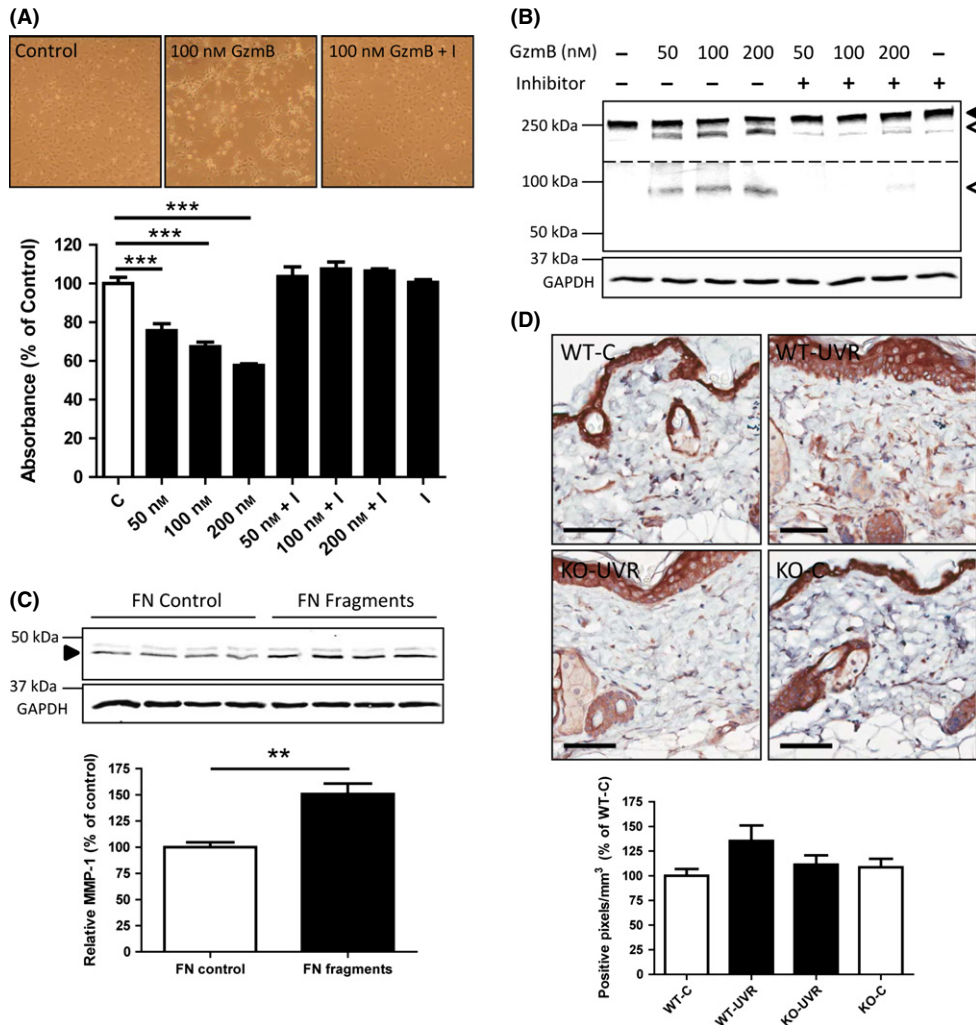 (A)
Control
100 nM GzmB
100 nM GzmB + I
***
***
***
Absorbance (% of Control)
120
100
80
60
40
20
0
C
50 nM
100 nM
200 nM
50 nM + I
100 nM + I
200 nM + I
I
(B)
GzmB (nM) – 50 100 200 50 100 200 –
Inhibitor – – – – + + + +
250 kDa
100 kDa
50 kDa
37 kDa
GAPDH
(C)
FN Control FN Fragments
50 kDa
37 kDa
GAPDH
**
Relative MMP-1 (% of control)
175
150
125
100
75
50
25
0
FN control FN fragments
(D)
WT-C
WT-UVR
KO-UVR
KO-C
Positive pixels/mm³ (% of WT-C)
175
150
125
100
75
50
25
0
WT-C
WT-UVR
KO-UVR
KO-C